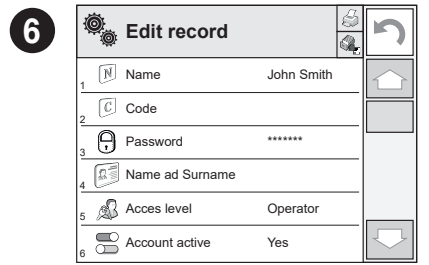 6
Edit record
1 N Name John Smith
2 C Code
3 Password *******
4 Name ad Surname
5 Acces level Operator
6 Account active Yes